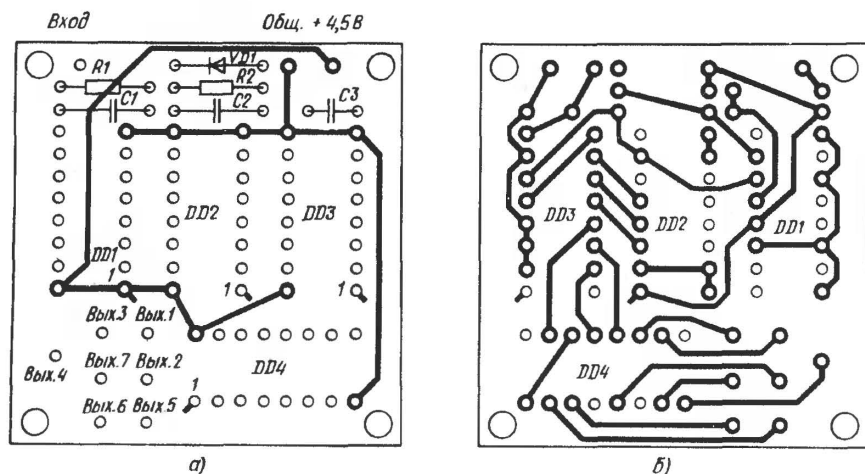 Вход Общ. + 4,5 В
VD1
R1 R2
C1 C2 C3
DD2 DD3
DD1
1 1 1
Вых.3 Вых.1
Вых.4 Вых.7 Вых.2 DD4
1
Вых.6 Вых.5
а)
DD3 DD2 DD1
DD4
б)